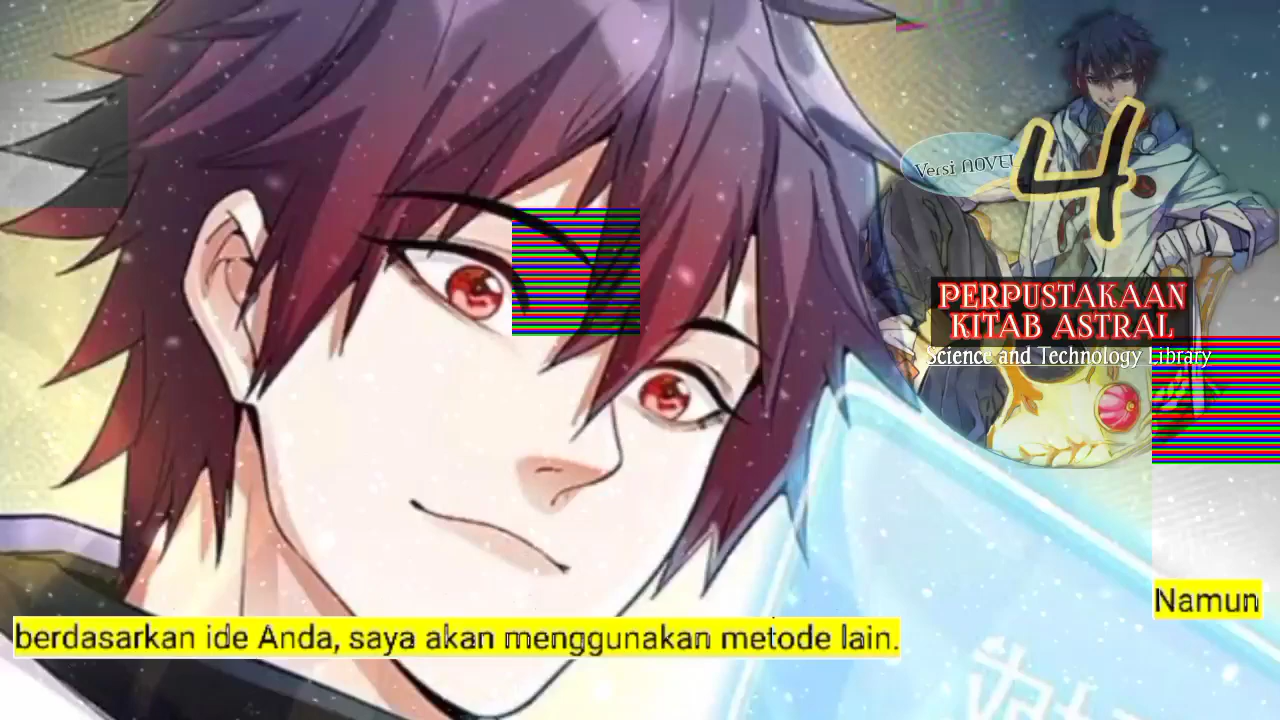 Versi NOVEL
4
PERPUSTAKAAN
KITAB ASTRAL
Science and Technology Library
Namun
berdasarkan ide Anda, saya akan menggunakan metode lain.